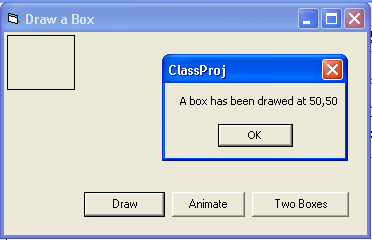 Draw a Box
ClassProj
A box has been drawed at 50,50
OK
Draw
Animate
Two Boxes